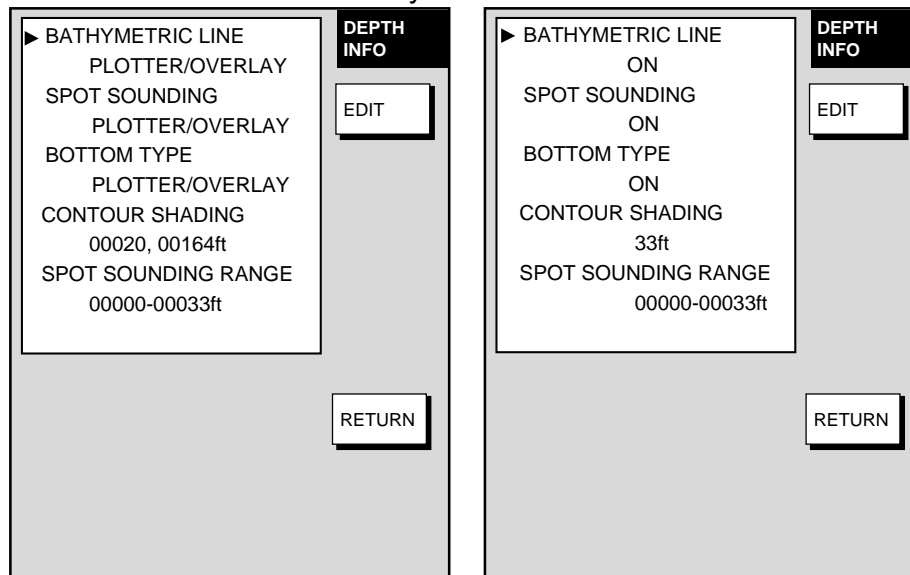 ▶ BATHYMETRIC LINE
PLOTTER/OVERLAY
SPOT SOUNDING
PLOTTER/OVERLAY
BOTTOM TYPE
PLOTTER/OVERLAY
CONTOUR SHADING
00020, 00164ft
SPOT SOUNDING RANGE
00000-00033ft
DEPTH
INFO
EDIT
RETURN
▶ BATHYMETRIC LINE
ON
SPOT SOUNDING
ON
BOTTOM TYPE
ON
CONTOUR SHADING
33ft
SPOT SOUNDING RANGE
00000-00033ft
DEPTH
INFO
EDIT
RETURN